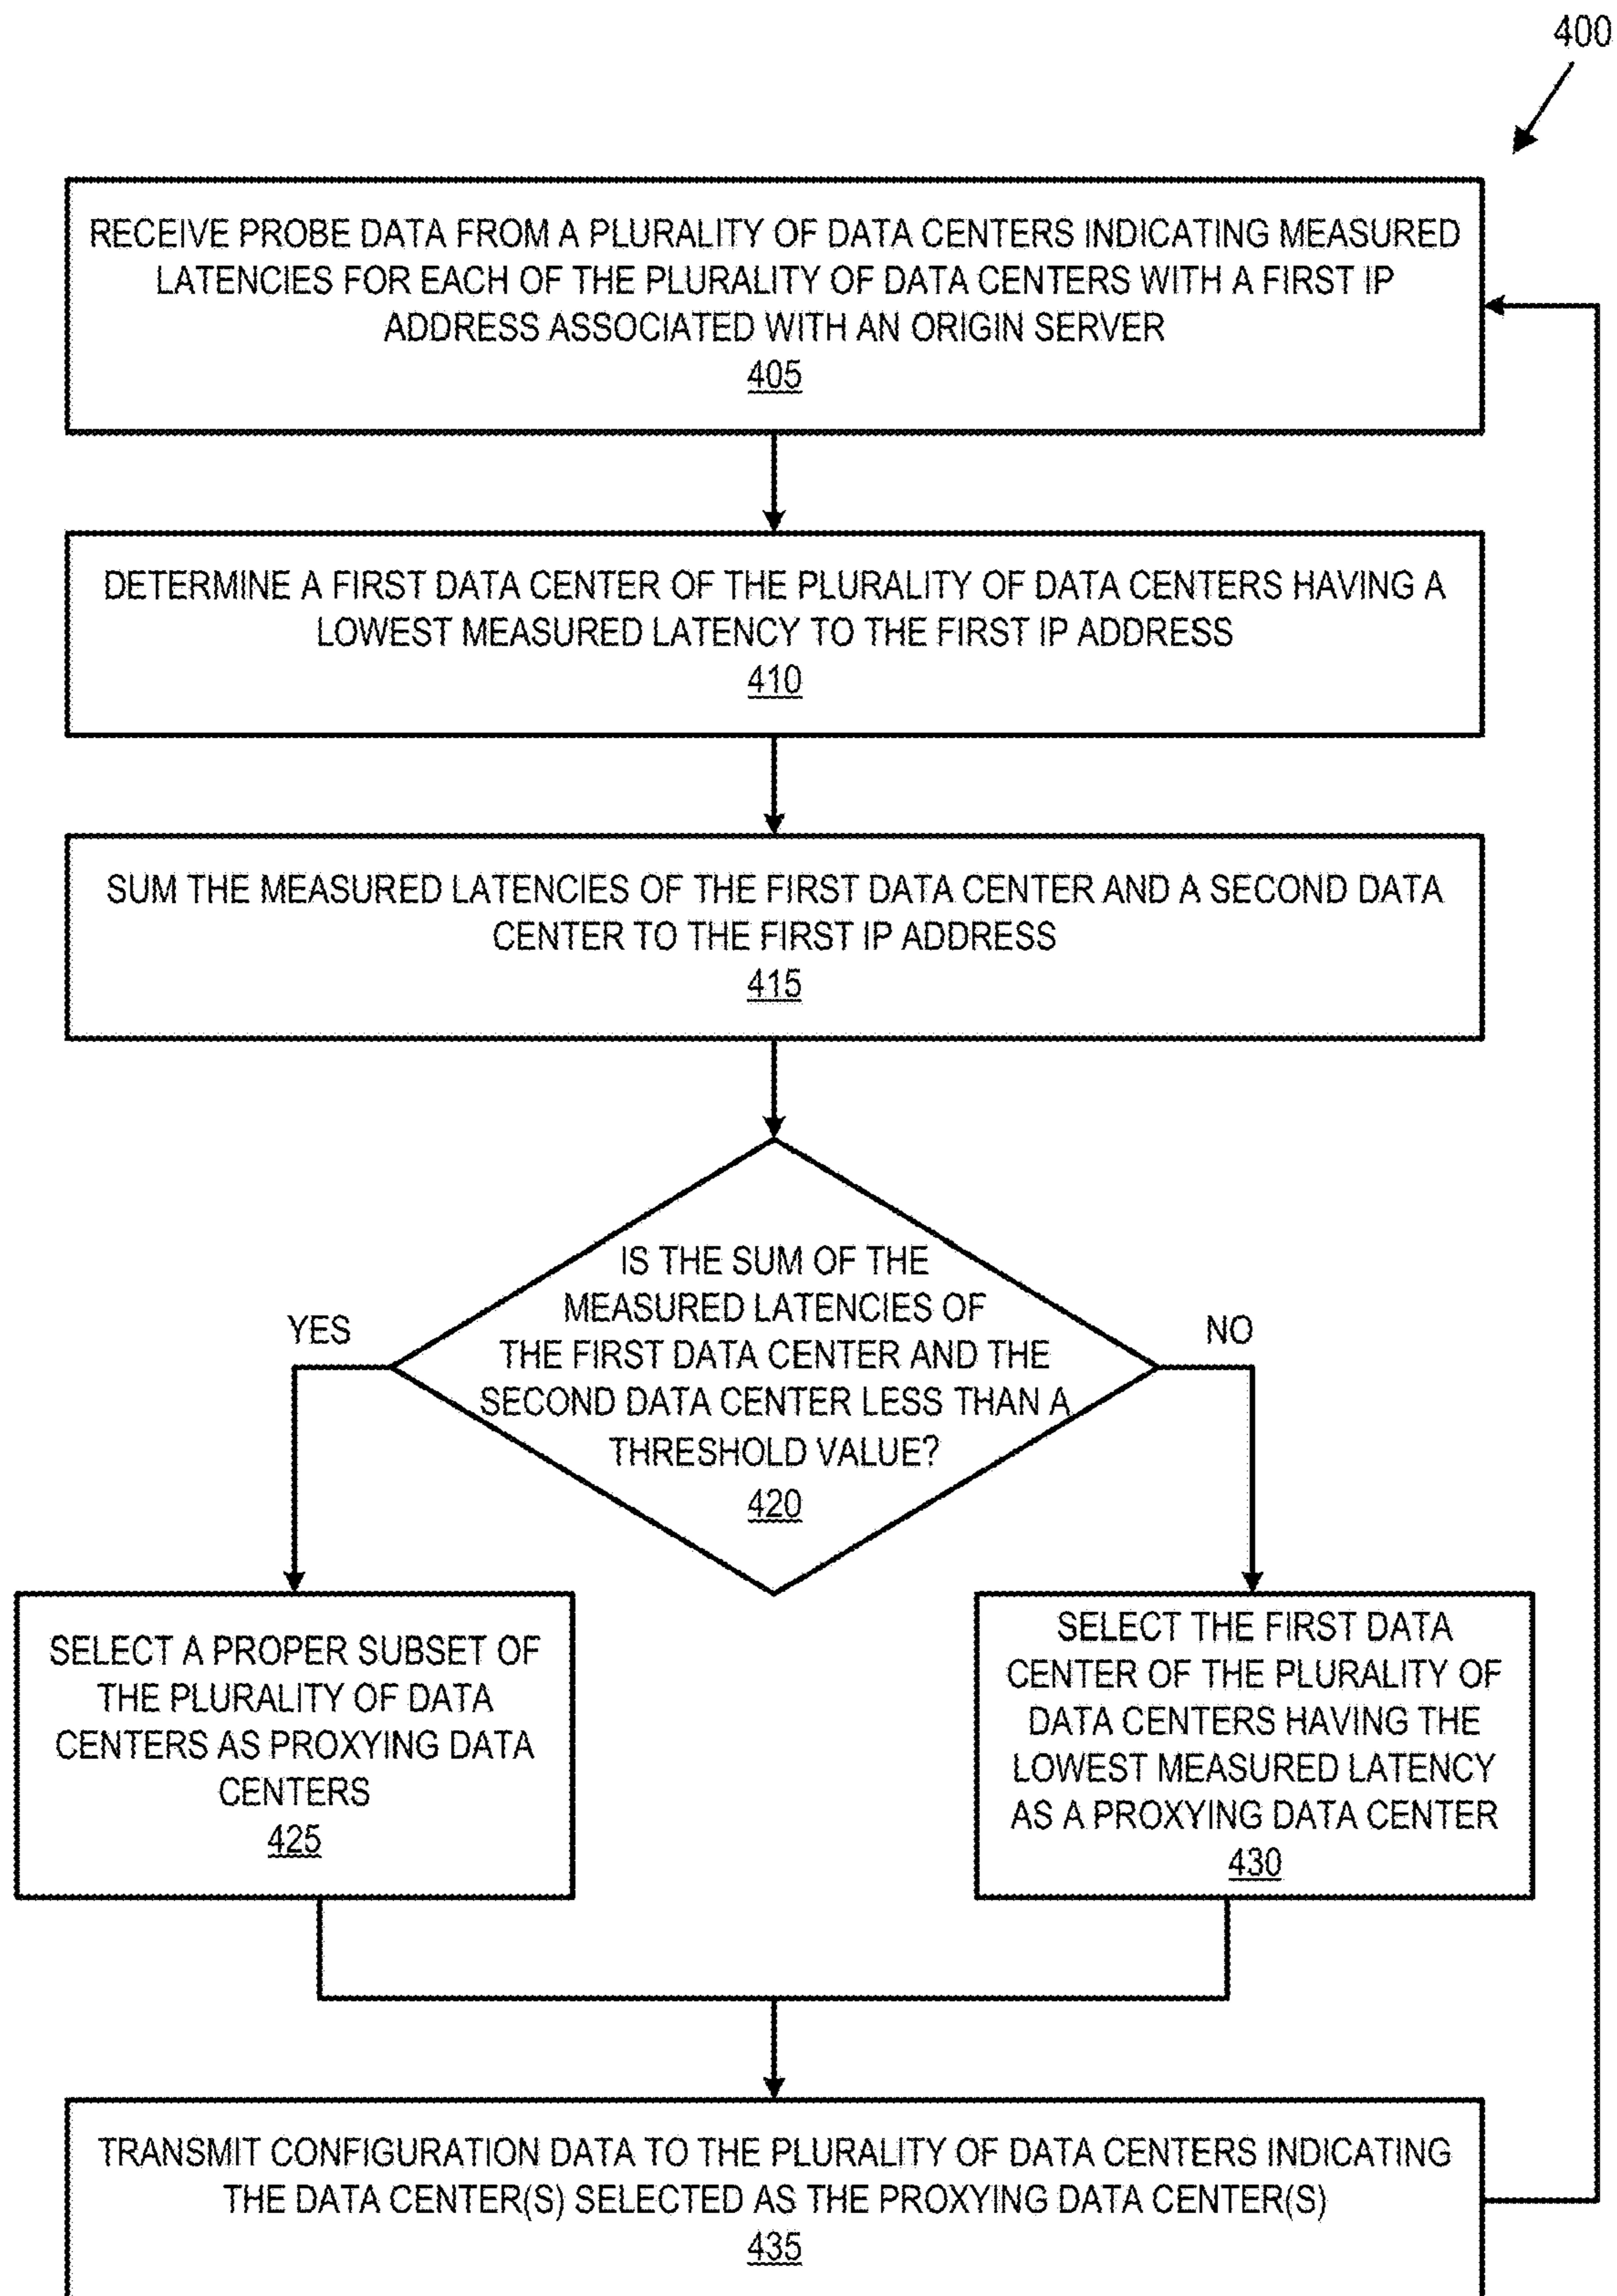 400
RECEIVE PROBE DATA FROM A PLURALITY OF DATA CENTERS INDICATING MEASURED
LATENCIES FOR EACH OF THE PLURALITY OF DATA CENTERS WITH A FIRST IP
ADDRESS ASSOCIATED WITH AN ORIGIN SERVER
405
DETERMINE A FIRST DATA CENTER OF THE PLURALITY OF DATA CENTERS HAVING A
LOWEST MEASURED LATENCY TO THE FIRST IP ADDRESS
410
SUM THE MEASURED LATENCIES OF THE FIRST DATA CENTER AND A SECOND DATA
CENTER TO THE FIRST IP ADDRESS
415
IS THE SUM OF THE
MEASURED LATENCIES OF
THE FIRST DATA CENTER AND THE
SECOND DATA CENTER LESS THAN A
THRESHOLD VALUE?
420
YES
NO
SELECT A PROPER SUBSET OF
THE PLURALITY OF DATA
CENTERS AS PROXYING DATA
CENTERS
425
SELECT THE FIRST DATA
CENTER OF THE PLURALITY OF
DATA CENTERS HAVING THE
LOWEST MEASURED LATENCY
AS A PROXYING DATA CENTER
430
TRANSMIT CONFIGURATION DATA TO THE PLURALITY OF DATA CENTERS INDICATING
THE DATA CENTER(S) SELECTED AS THE PROXYING DATA CENTER(S)
435